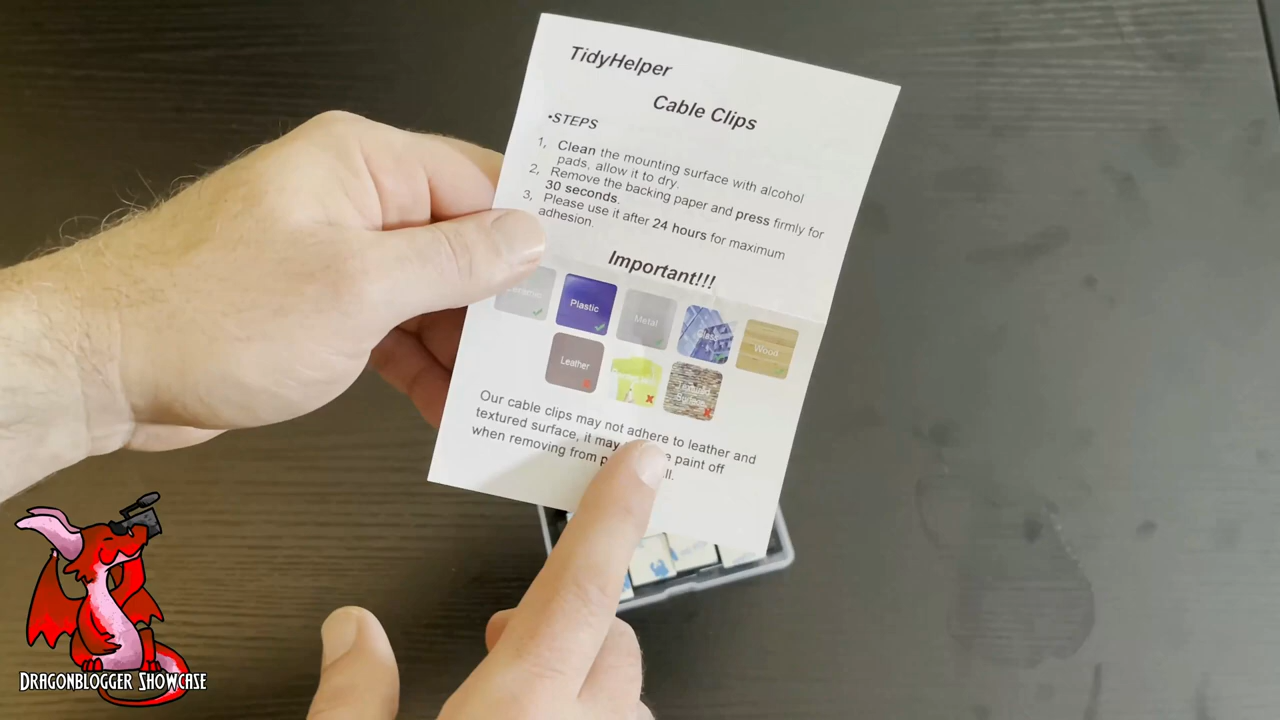 TidyHelper
Cable Clips
•STEPS
1, Clean the mounting surface with alcohol
pads, allow it to dry.
2, Remove the backing paper and press firmly for
30 seconds.
3, Please use it after 24 hours for maximum
adhesion.
Important!!!
Plastic
Metal
Glass
Wood
Leather
Our cable clips may not adhere to leather and
textured surface, it may paint off
when removing from
DRAGONBLOGGER SHOWCASE